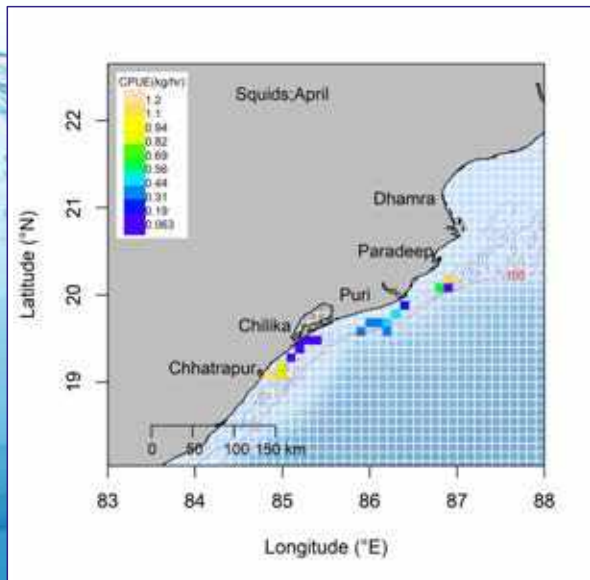 CPUE(kg/hr)
1.2
1.1
0.94
0.82
0.69
0.56
0.44
0.31
0.19
0.063
Squids;April
22
21
20
19
Latitude (°N)
Dhamra
Paradeep
100
Puri
Chilika
Chhatrapur
0 50 100 150 km
83 84 85 86 87 88
Longitude (°E)